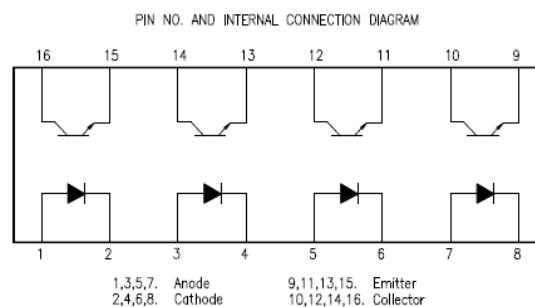 PIN NO. AND INTERNAL CONNECTION DIAGRAM
16 15 14 13 12 11 10 9
1 2 3 4 5 6 7 8
1,3,5,7. Anode 9,11,13,15. Emitter
2,4,6,8. Cathode 10,12,14,16. Collector